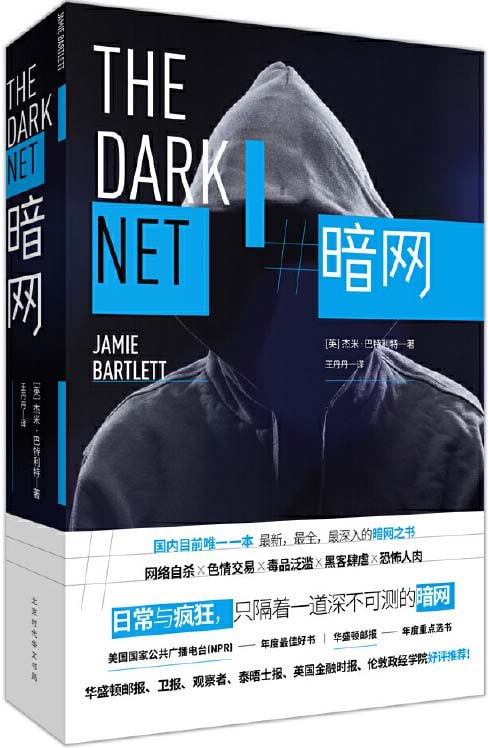 JAMIE BARTLETT
THE
DARK
NET
暗网
[英] 杰米·巴特利特—著
王丹丹—译
北京时代华文书局
THE
DARK
NET
#暗网
JAMIE
BARTLETT
[英] 杰米·巴特利特—著
王丹丹—译
国内目前唯一一本 最新，最全，最深入的暗网之书
网络自杀×色情交易×毒品泛滥×黑客肆虐×恐怖人肉
日常与疯狂，只隔着一道深不可测的暗网
美国国家公共广播电台(NPR) — 年度最佳好书 | 华盛顿邮报 — 年度重点选书
华盛顿邮报、卫报、观察者、泰晤士报、英国金融时报、伦敦政经学院好评推荐!